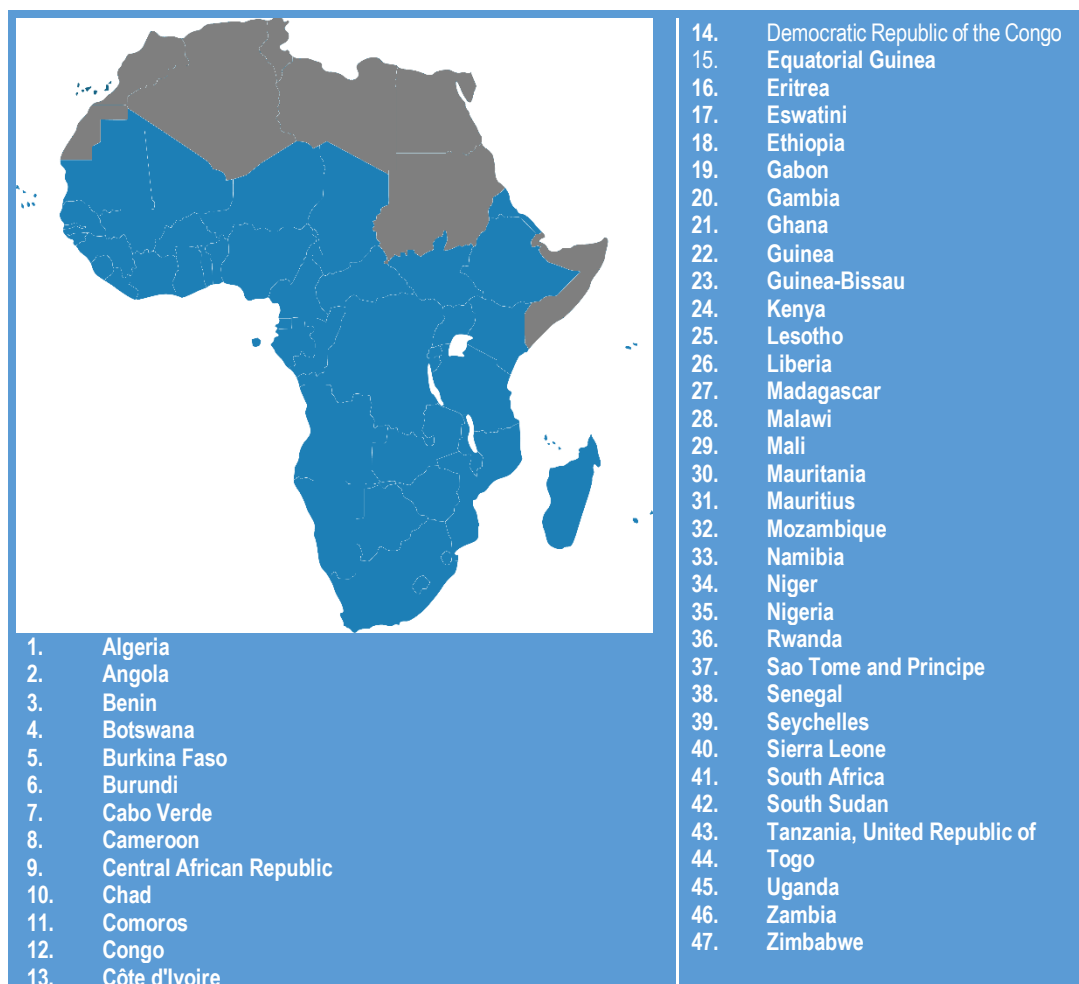 1. Algeria
2. Angola
3. Benin
4. Botswana
5. Burkina Faso
6. Burundi
7. Cabo Verde
8. Cameroon
9. Central African Republic
10. Chad
11. Comoros
12. Congo
13. Côte d'Ivoire
14. Democratic Republic of the Congo
15. Equatorial Guinea
16. Eritrea
17. Eswatini
18. Ethiopia
19. Gabon
20. Gambia
21. Ghana
22. Guinea
23. Guinea-Bissau
24. Kenya
25. Lesotho
26. Liberia
27. Madagascar
28. Malawi
29. Mali
30. Mauritania
31. Mauritius
32. Mozambique
33. Namibia
34. Niger
35. Nigeria
36. Rwanda
37. Sao Tome and Principe
38. Senegal
39. Seychelles
40. Sierra Leone
41. South Africa
42. South Sudan
43. Tanzania, United Republic of
44. Togo
45. Uganda
46. Zambia
47. Zimbabwe